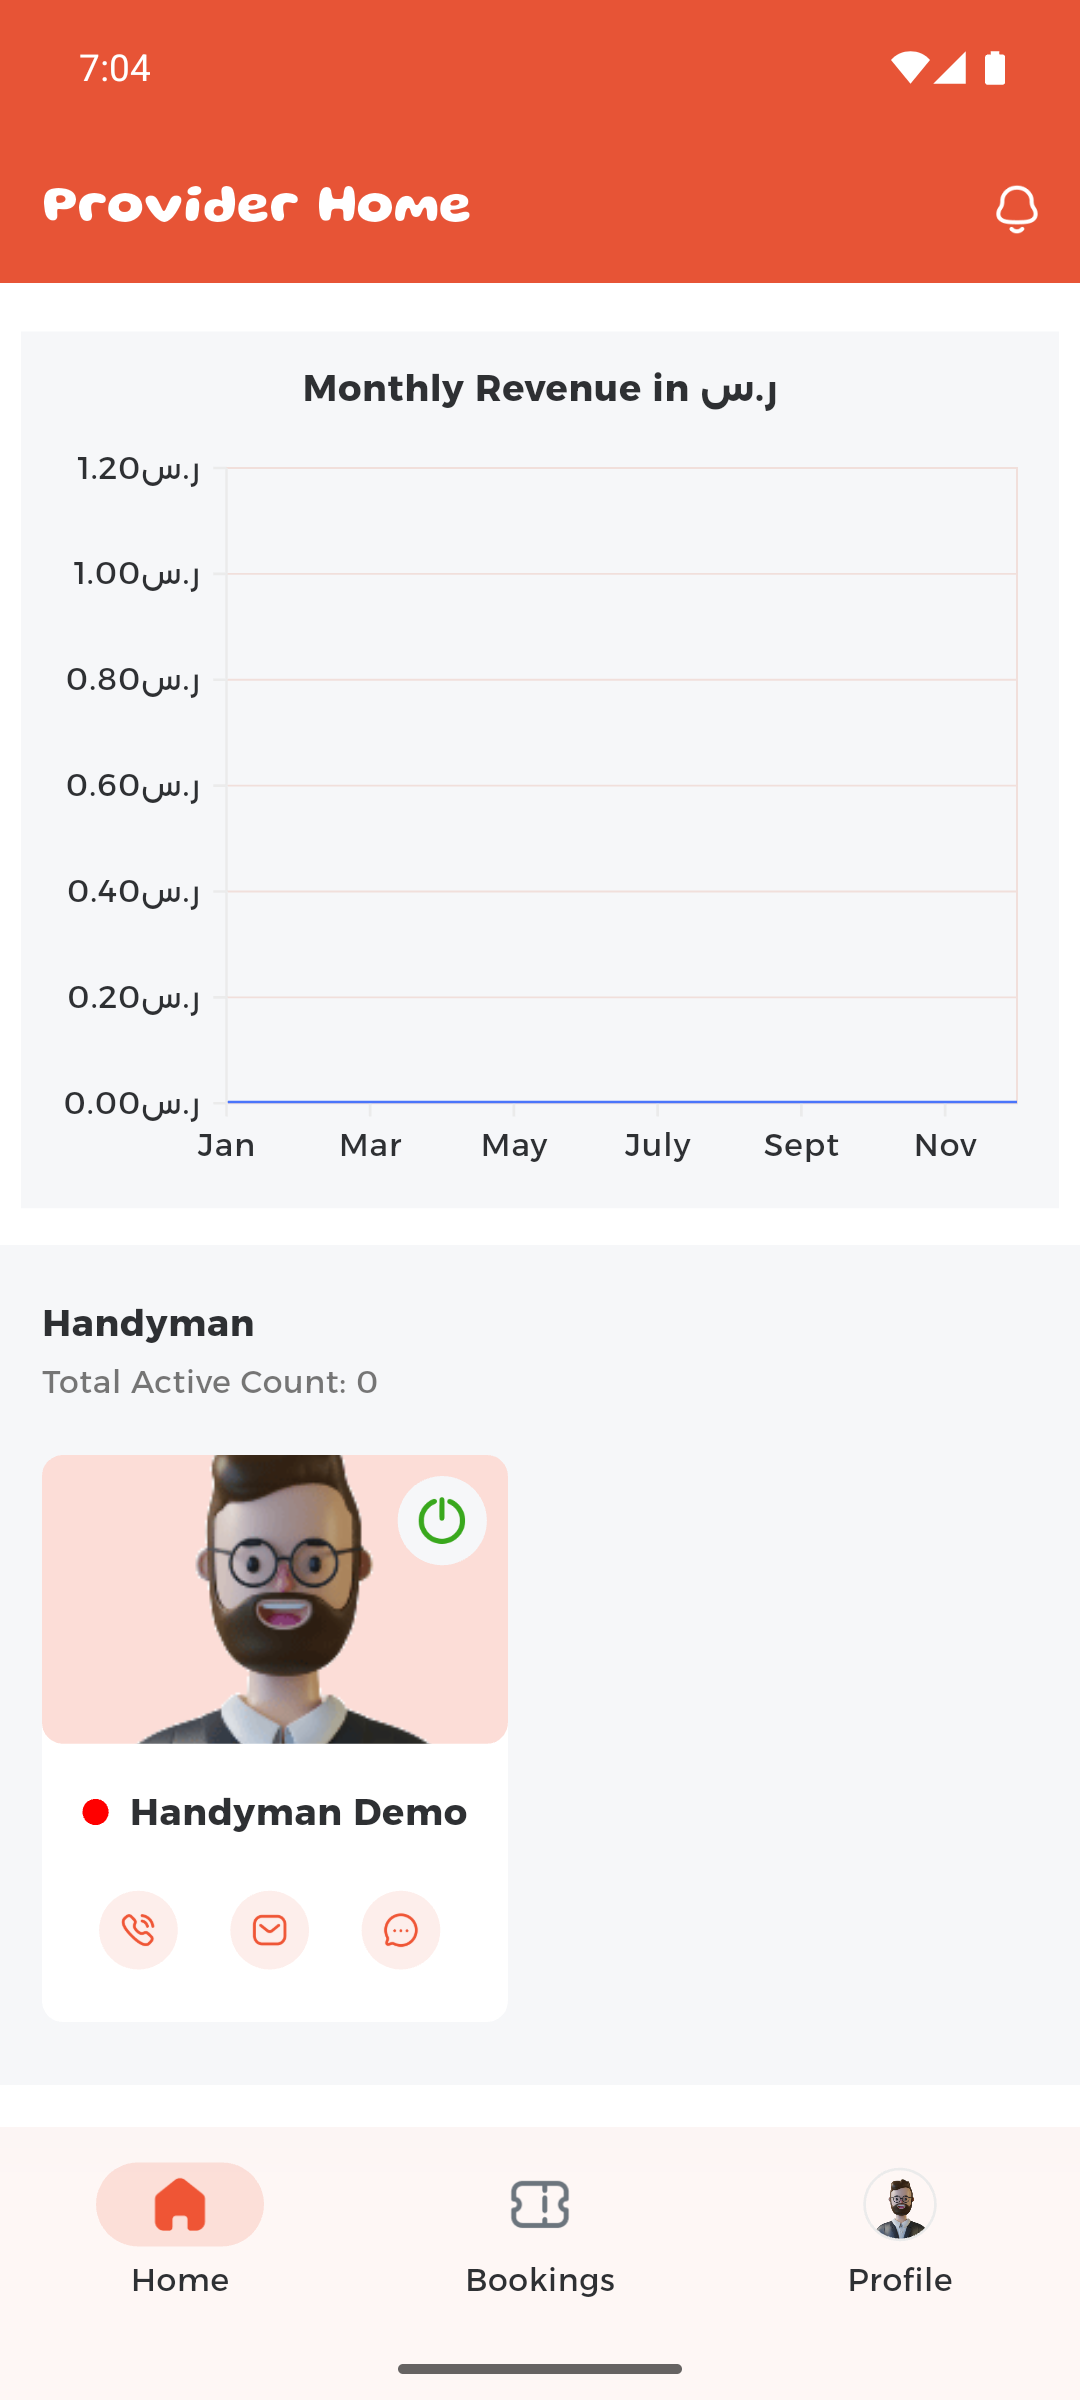 7:04
Provider Home
Monthly Revenue in ر.س
1.20ر.س
1.00ر.س
0.80ر.س
0.60ر.س
0.40ر.س
0.20ر.س
0.00ر.س
Jan Mar May July Sept Nov
Handyman
Total Active Count: 0
Handyman Demo
Home Bookings Profile